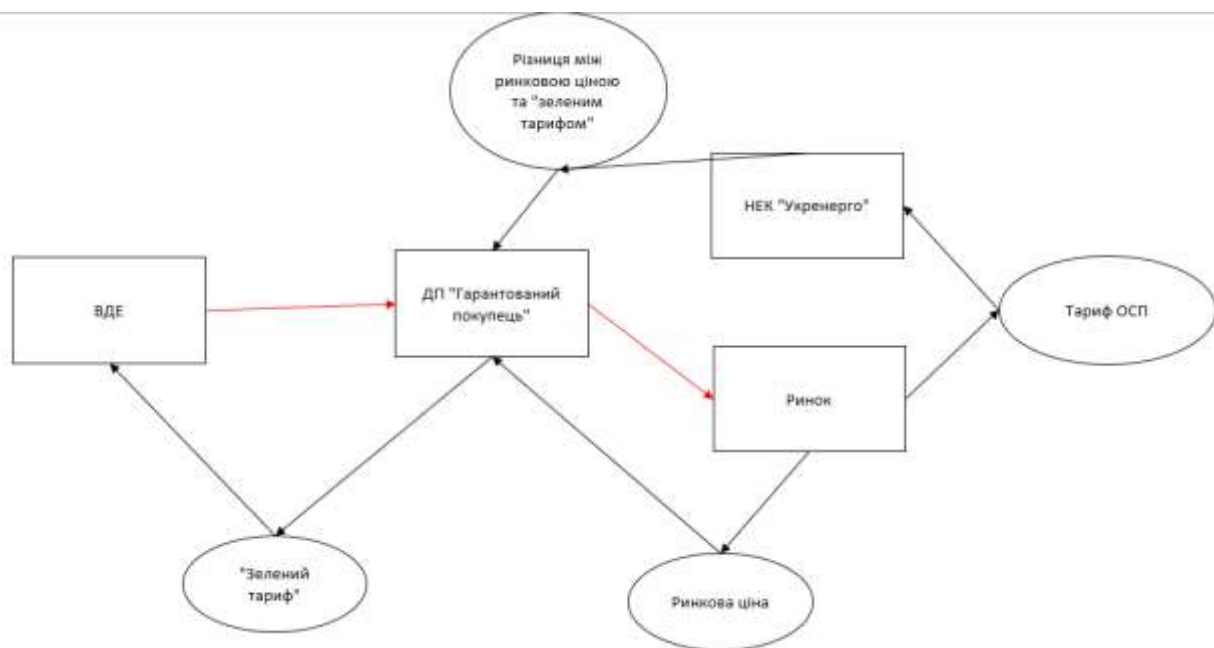 Різниця між
ринковою ціною
та "зеленим
тарифом"
НЕК "Укренерго"
ВДЕ
ДП "Гарантований
покупець"
Тариф ОСП
Ринок
"Зелений
тариф"
Ринкова ціна